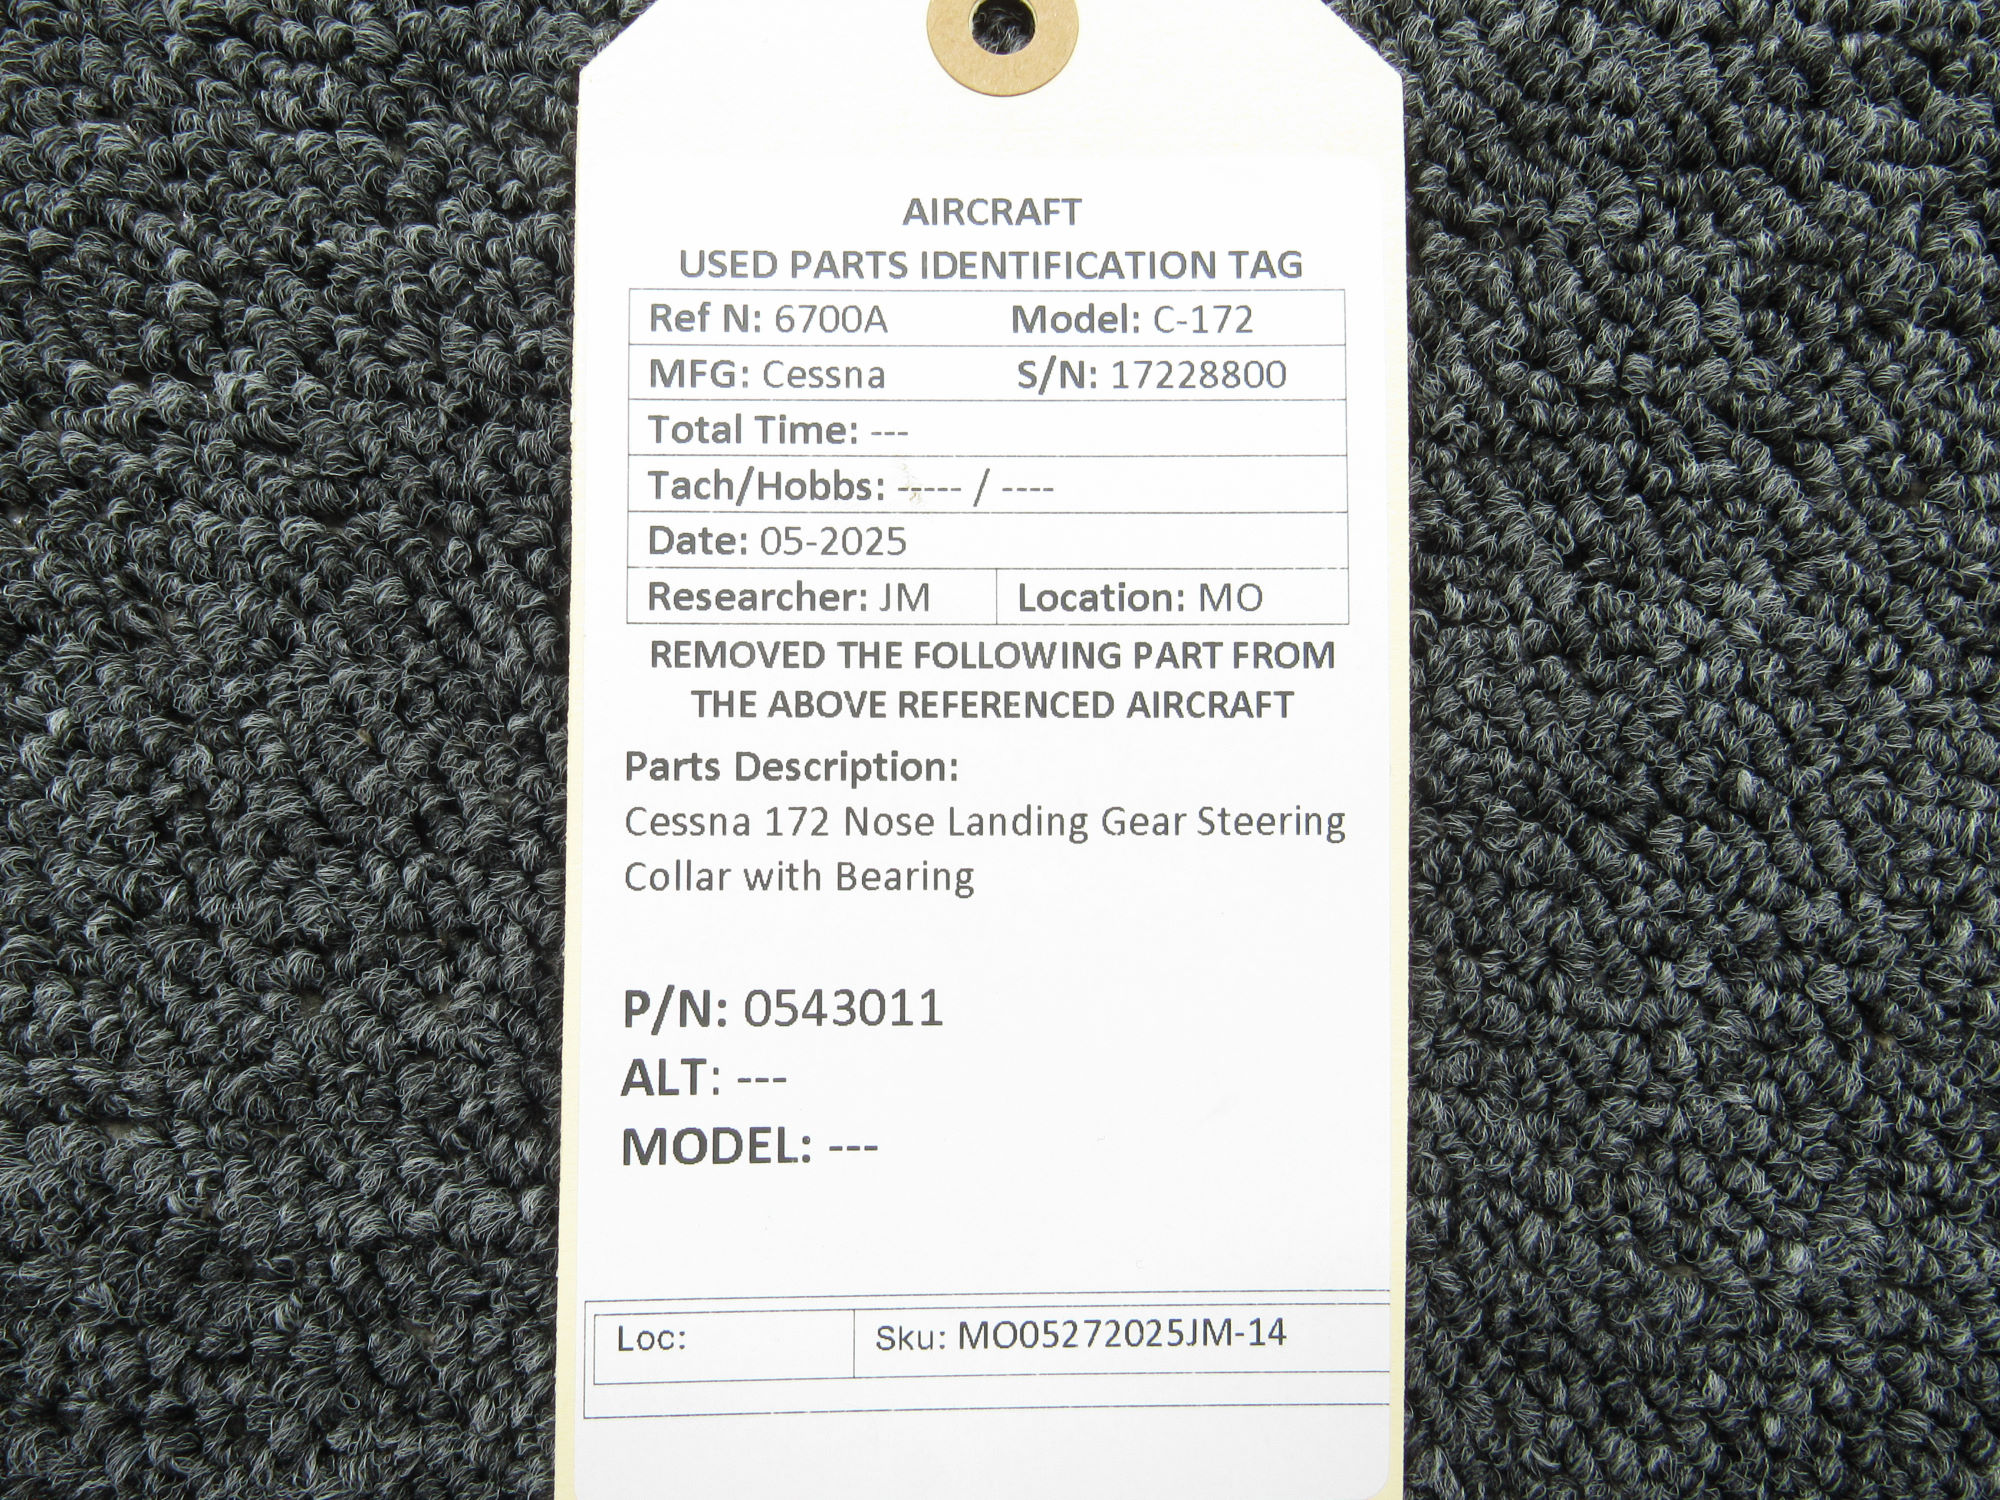 AIRCRAFT
USED PARTS IDENTIFICATION TAG
Ref N: 6700A Model: C-172
MFG: Cessna S/N: 17228800
Total Time: ---
Tach/Hobbs: ----- / ----
Date: 05-2025
Researcher: JM Location: MO
REMOVED THE FOLLOWING PART FROM
THE ABOVE REFERENCED AIRCRAFT
Parts Description:
Cessna 172 Nose Landing Gear Steering
Collar with Bearing
P/N: 0543011
ALT: ---
MODEL: ---
Loc: Sku: MO05272025JM-14